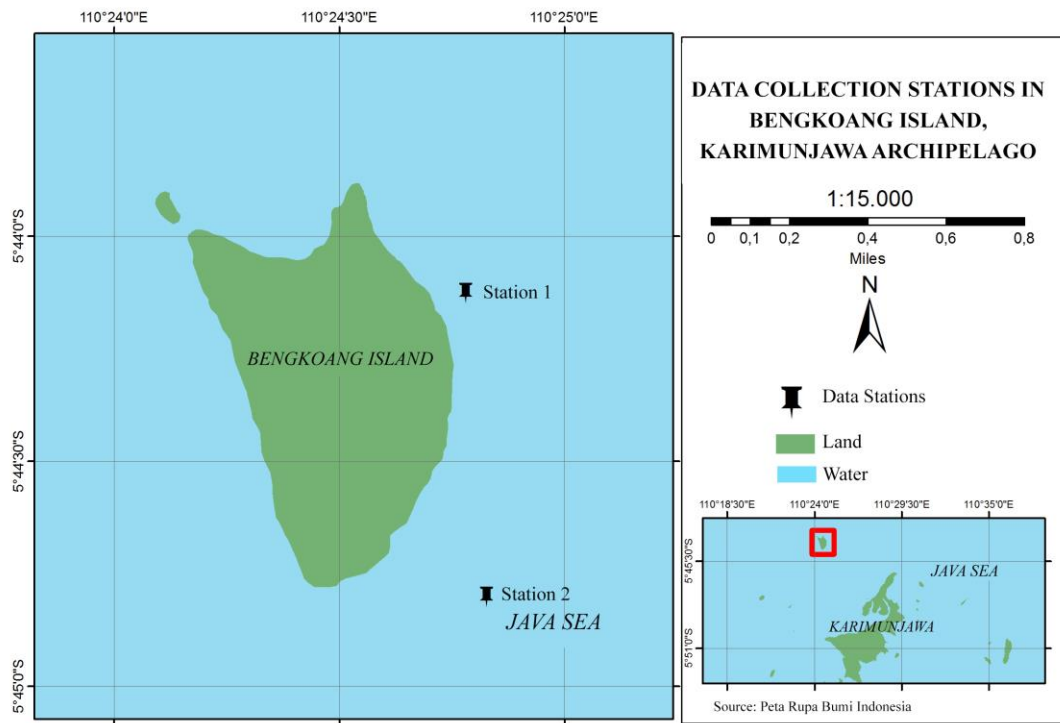 110°24'0"E
110°24'30"E
110°25'0"E
5°44'0"S
5°44'30"S
5°45'0"S
Station 1
BENGKOANG ISLAND
Station 2
JAVA SEA
DATA COLLECTION STATIONS IN
BENGKOANG ISLAND,
KARIMUNJAWA ARCHIPELAGO
1:15.000
0 0,1 0,2 0,4 0,6 0,8
Miles
N
Data Stations
Land
Water
110°18'30"E 110°24'0"E 110°29'30"E 110°35'0"E
5°45'30"S
5°51'0"S
JAVA SEA
KARIMUNJAWA
Source: Peta Rupa Bumi Indonesia